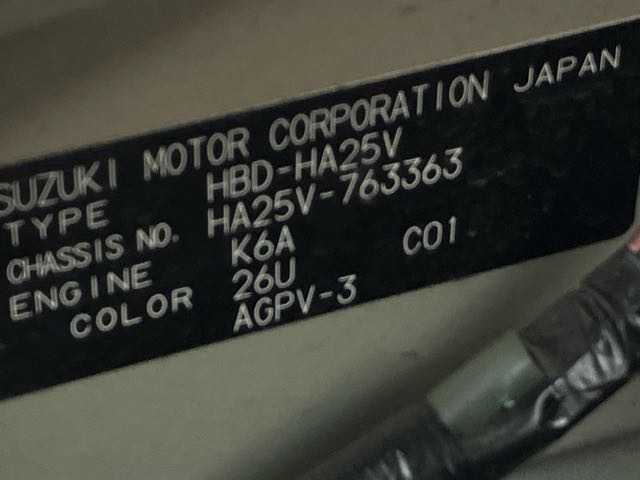 SUZUKI MOTOR CORPORATION JAPAN
TYPE HBD-HA25V
CHASSIS NO. HA25V-763363
ENGINE K6A C01
COLOR 26U
AGPV-3